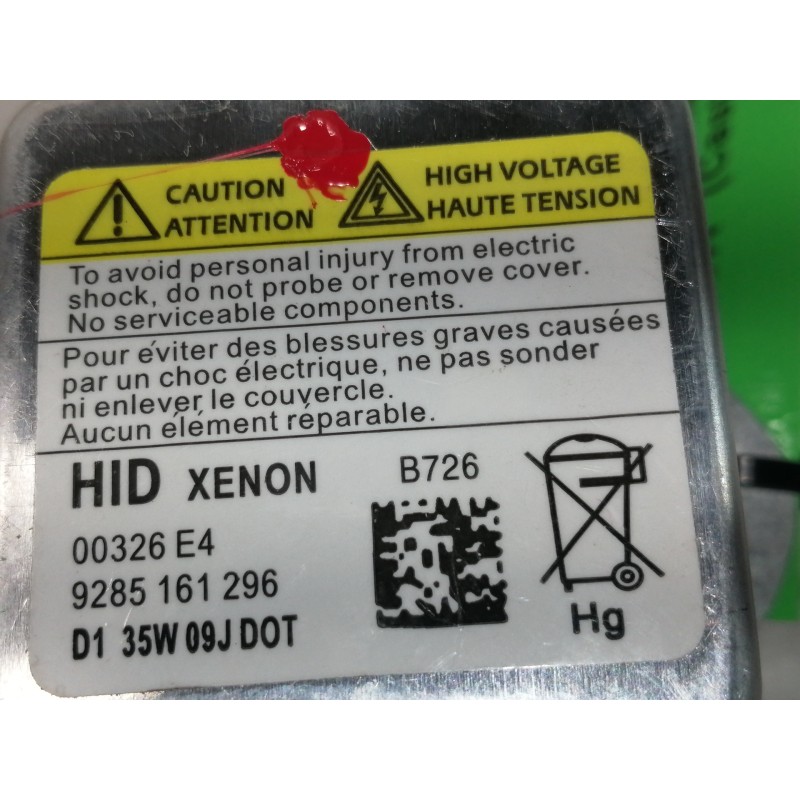 CAUTION
ATTENTION
HIGH VOLTAGE
HAUTE TENSION
To avoid personal injury from electric
shock, do not probe or remove cover.
No serviceable components.
Pour éviter des blessures graves causées
par un choc électrique, ne pas sonder
ni enlever le couvercle.
Aucun élément réparable.
HID XENON
B726
00326 E4
9285 161 296
D1 35W 09J DOT
Hg